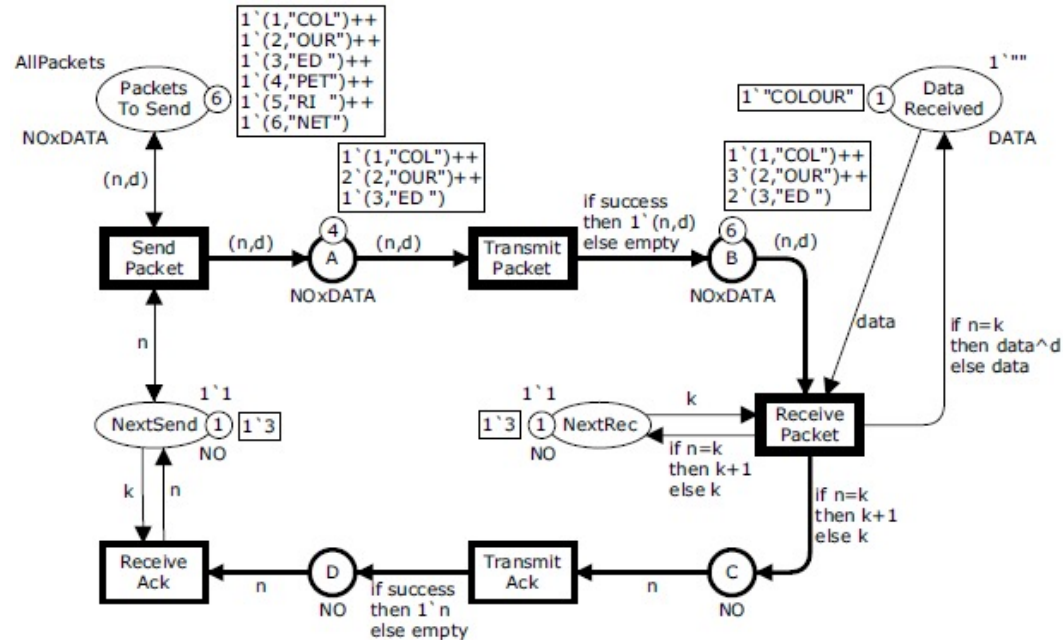 AllPackets
Packets
To Send
6
NOxDATA
1`(1,"COL")++
1`(2,"OUR")++
1`(3,"ED ")++
1`(4,"PET")++
1`(5,"RI  ")++
1`(6,"NET")
1`""
1`"COLOUR"
1
Data
Received
DATA
(n,d)
1`(1,"COL")++
2`(2,"OUR")++
1`(3,"ED ")
1`(1,"COL")++
3`(2,"OUR")++
2`(3,"ED ")
Send
Packet
(n,d)
4
A
NOxDATA
(n,d)
Transmit
Packet
if success
then 1`(n,d)
else empty
6
B
NOxDATA
(n,d)
data
if n=k
then data^d
else data
n
1`1
NextSend
1
1`3
NO
1`1
1`3
1
NextRec
NO
k
if n=k
then k+1
else k
Receive
Packet
k
n
if n=k
then k+1
else k
Receive
Ack
n
D
NO
if success
then 1`n
else empty
Transmit
Ack
n
C
NO